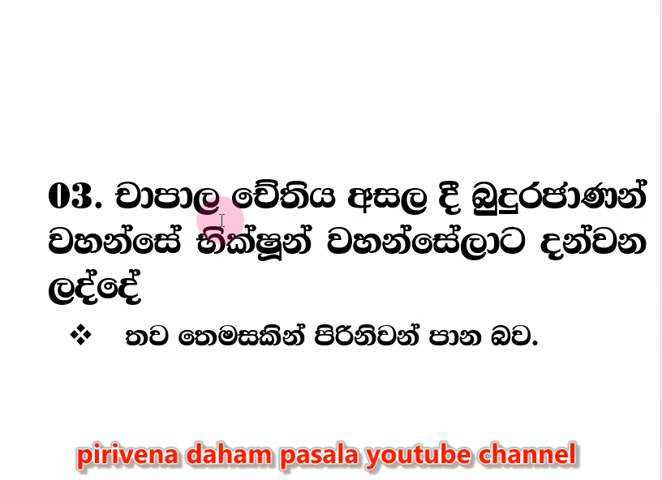 03. චාපාල චේතිය අසල දී බුදුරජාණන්
වහන්සේ භික්ෂූන් වහන්සේලාට දන්වන
ලද්දේ
❖ තව තෙමසකින් පිරිනිවන් පාන බව.
pirivena daham pasala youtube channel